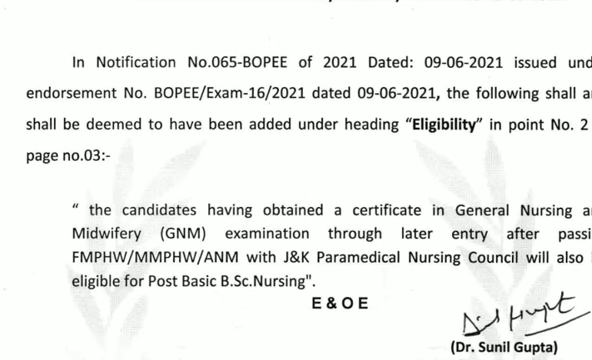 In Notification No.065-BOPEE of 2021 Dated: 09-06-2021 issued und
endorsement No. BOPEE/Exam-16/2021 dated 09-06-2021, the following shall a
shall be deemed to have been added under heading "Eligibility" in point No. 2
page no.03:-
" the candidates having obtained a certificate in General Nursing a
Midwifery (GNM) examination through later entry after passi
FMPHW/MMPHW/ANM with J&K Paramedical Nursing Council will also
eligible for Post Basic B.Sc.Nursing".
E & O E
(Dr. Sunil Gupta)